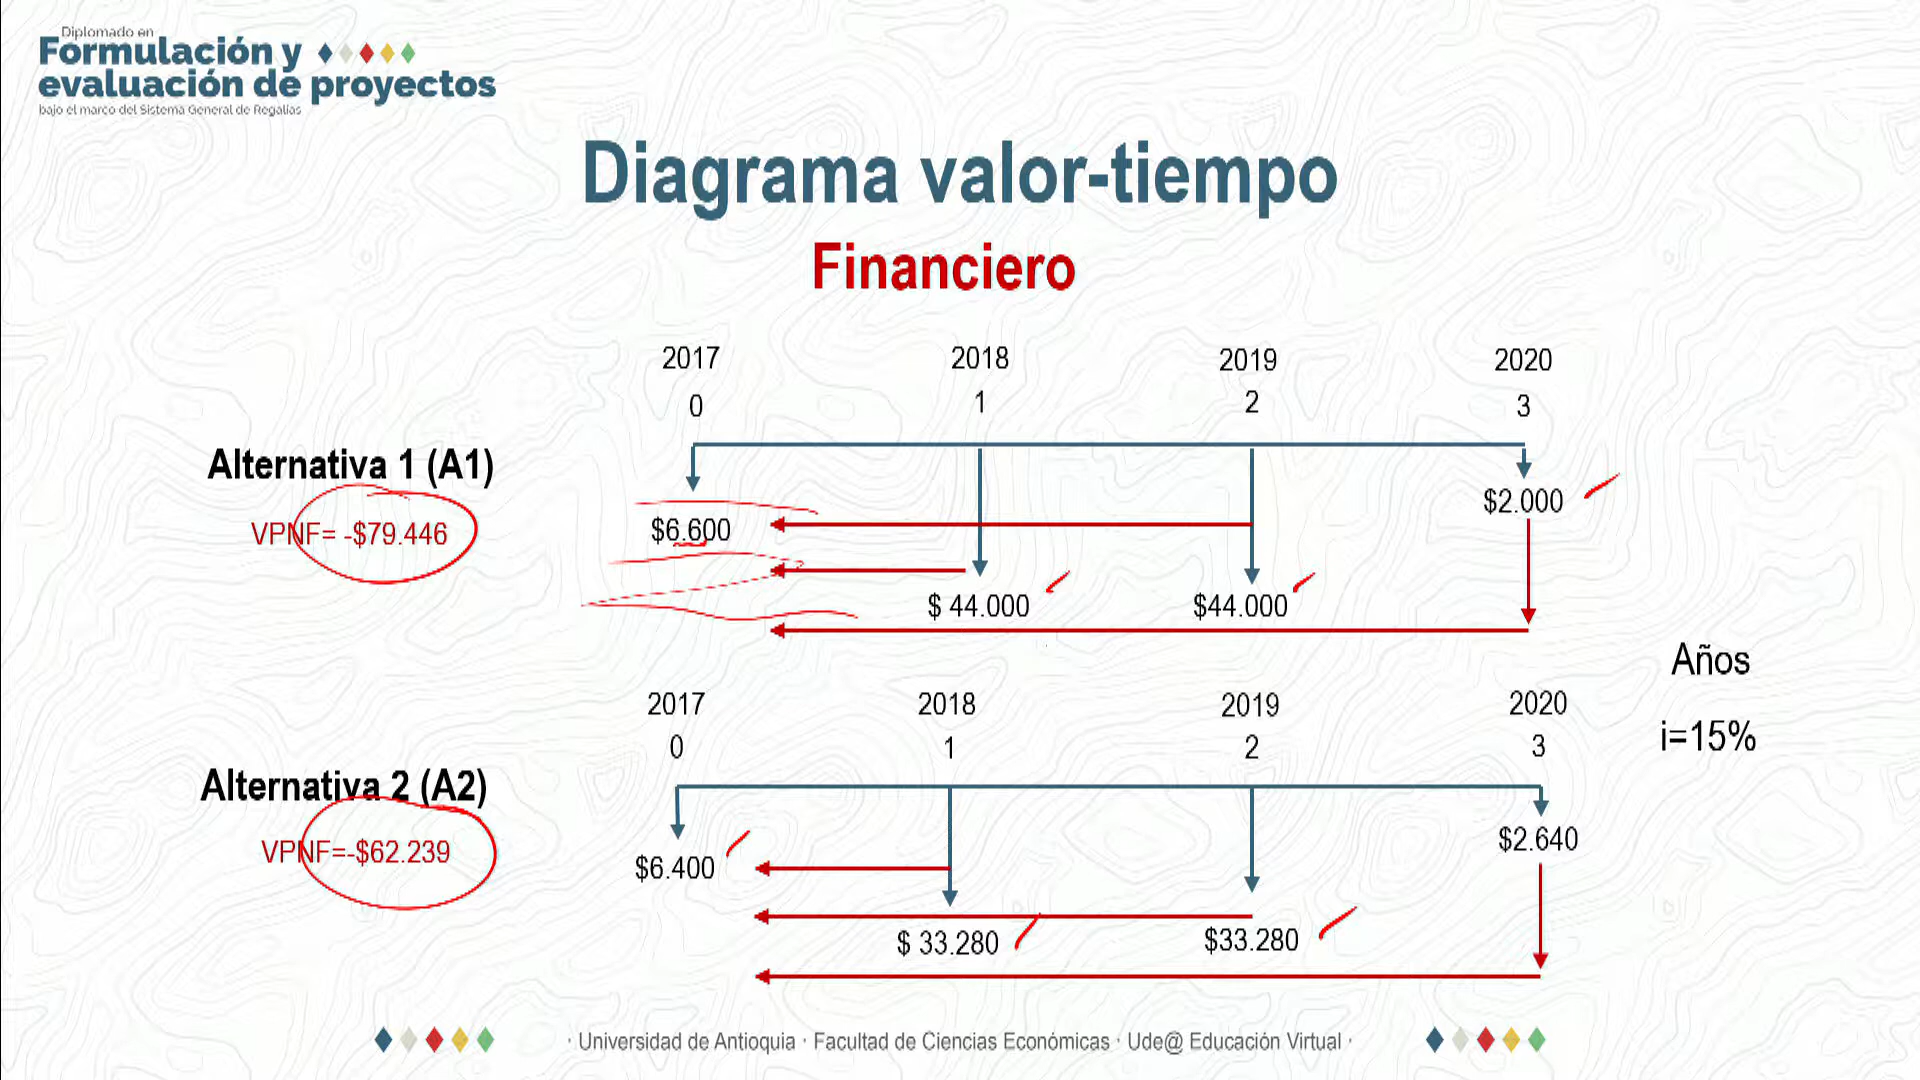 Diplomado en
Formulación y
evaluación de proyectos
bajo el marco del Sistema General de Regalías
Diagrama valor-tiempo
Financiero
2017 2018 2019 2020
0 1 2 3
Alternativa 1 (A1)
VPNF= -$79.446
$2.000
$6.600
$ 44.000 $44.000
Años
i=15%
2017 2018 2019 2020
0 1 2 3
Alternativa 2 (A2)
VPNF=-$62.239
$2.640
$6.400
$ 33.280 $33.280
· Universidad de Antioquia · Facultad de Ciencias Económicas · Ude@ Educación Virtual ·